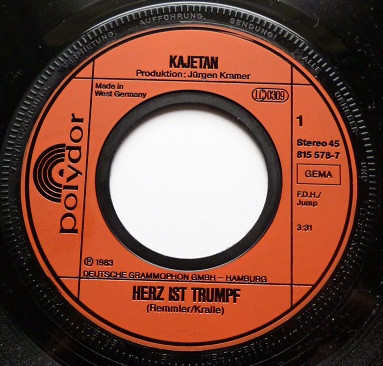 AUFFÜHRUNG, SENDUNG!
KAJETAN
Produktion: Jürgen Kramer
Made in
West Germany
LC 0309
1
Stereo 45
815 578-7
GEMA
F.D.H./
Jump
3:31
polydor
℗ 1983
DEUTSCHE GRAMMOPHON GMBH – HAMBURG
HERZ IST TRUMPF
(Remmler/Kralle)